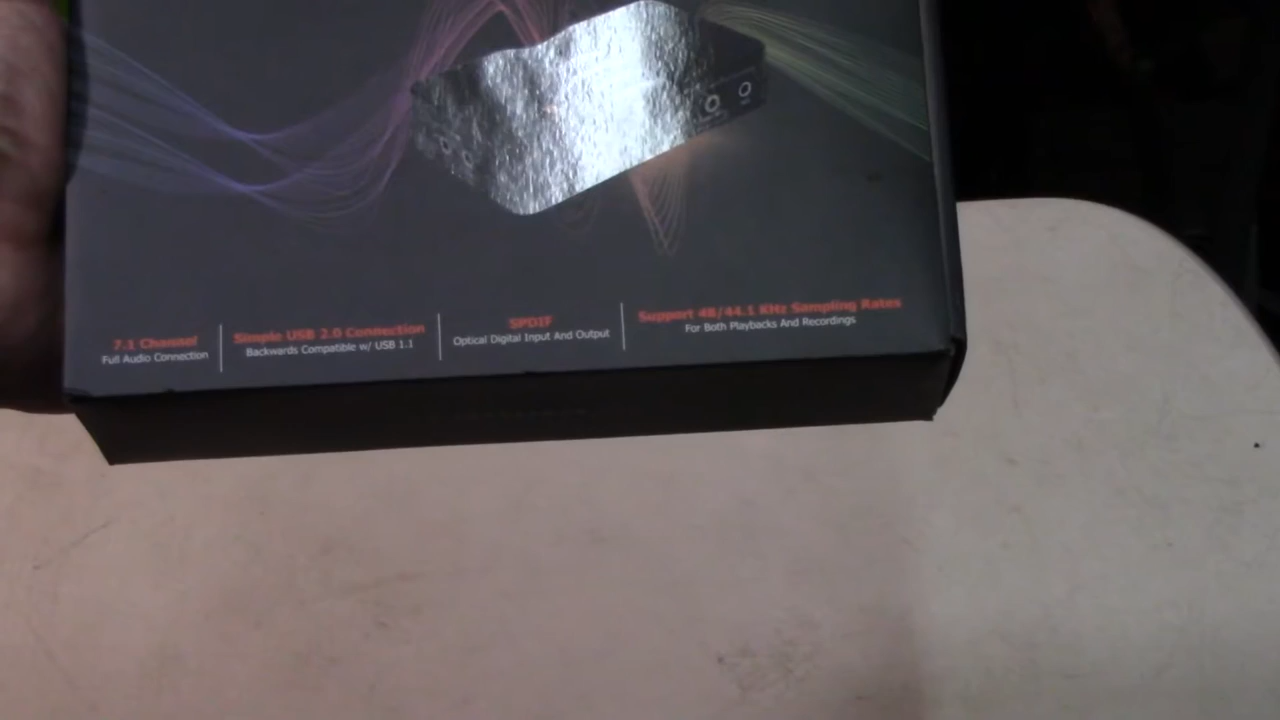 7.1 Channel
Full Audio Connection
Simple USB 2.0 Connection
Backwards Compatible w/ USB 1.1
SPDIF
Optical Digital Input And Output
Support 48/44.1 KHz Sampling Rates
For Both Playbacks And Recordings